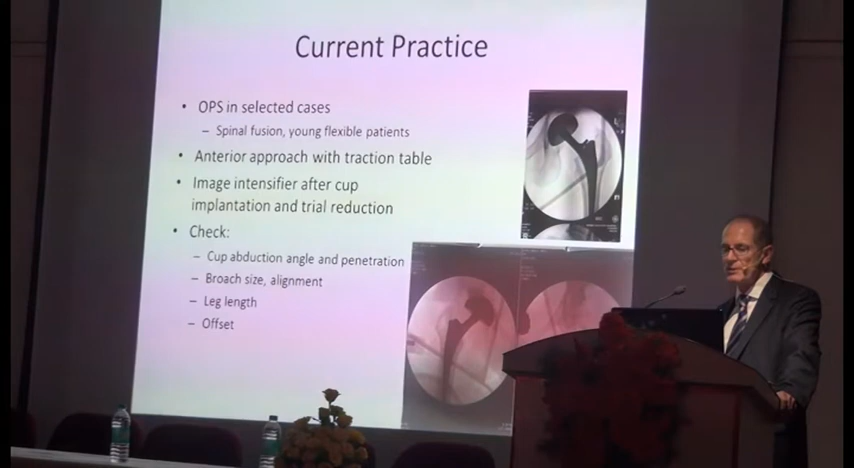 Current Practice
• OPS in selected cases
– Spinal fusion, young flexible patients
• Anterior approach with traction table
• Image intensifier after cup
implantation and trial reduction
• Check:
– Cup abduction angle and penetration
– Broach size, alignment
– Leg length
– Offset